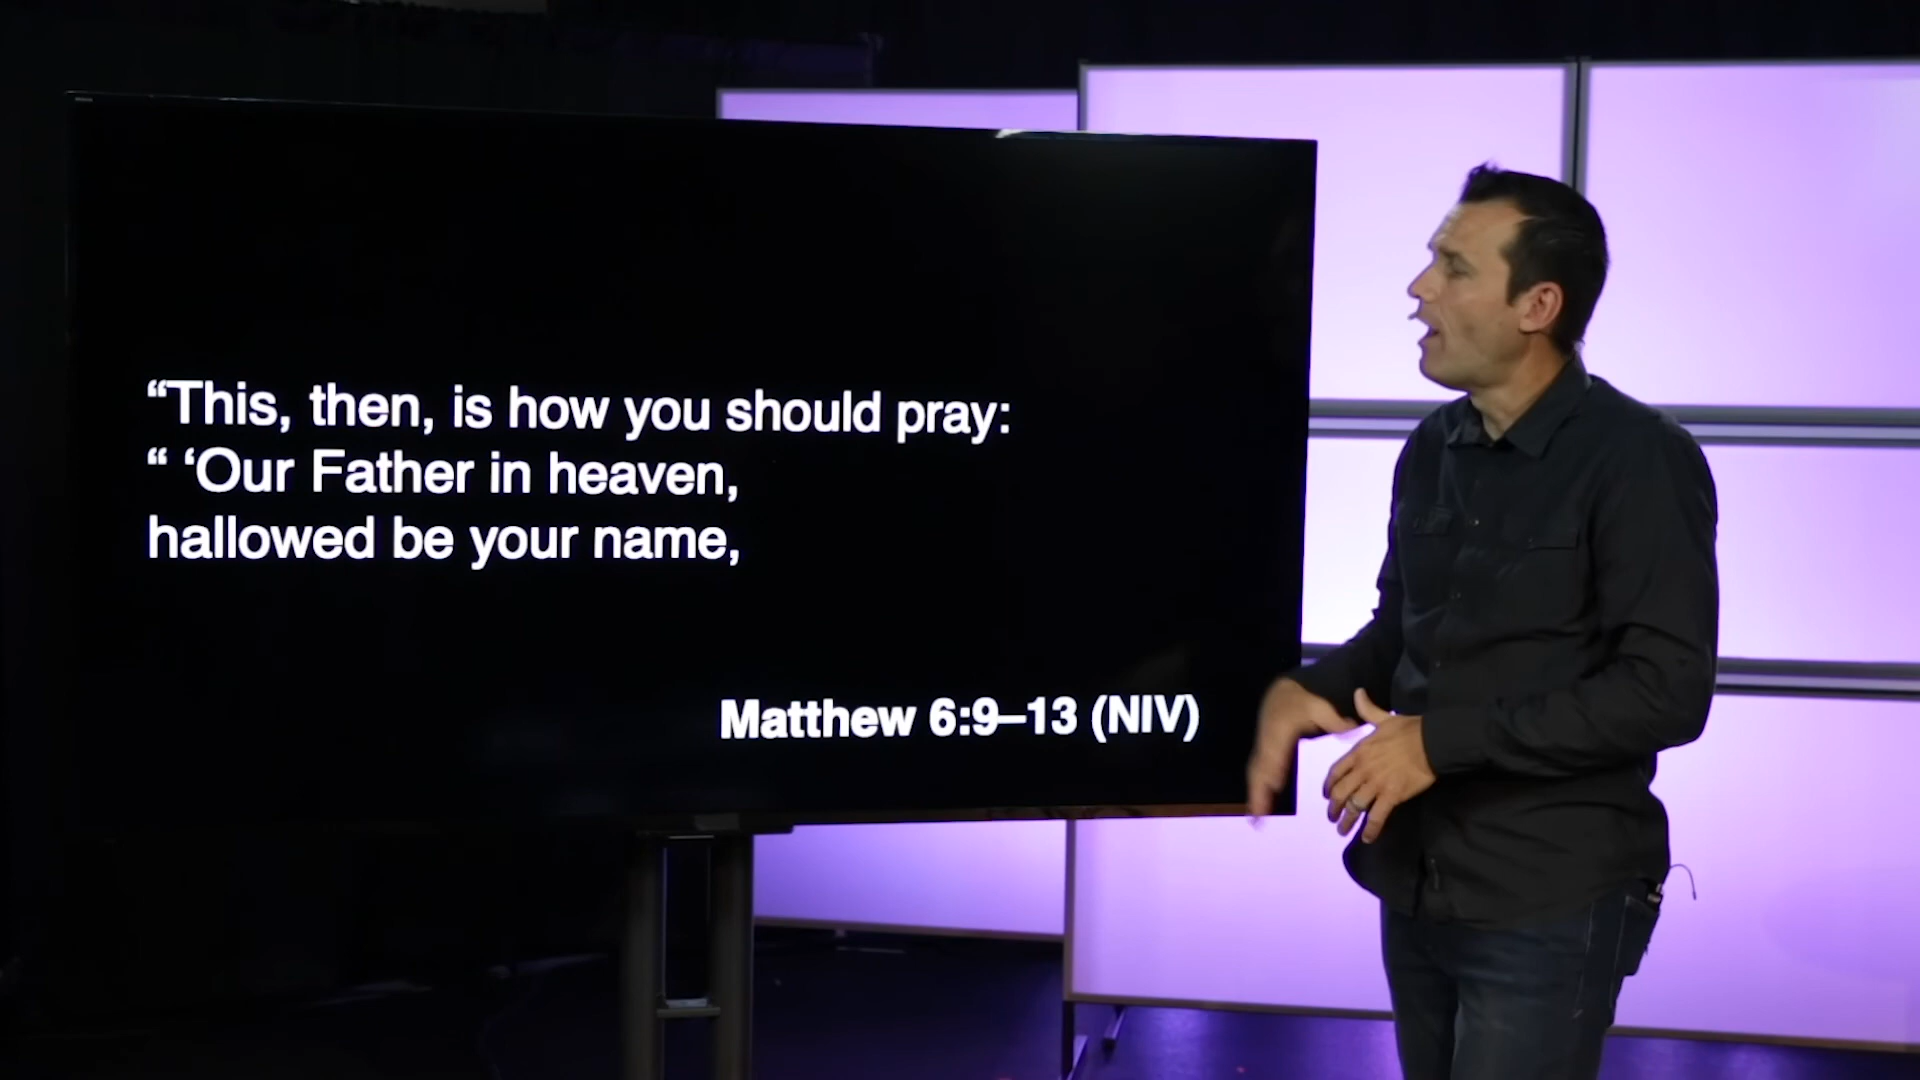 “This, then, is how you should pray:
“ ‘Our Father in heaven,
hallowed be your name,
Matthew 6:9–13 (NIV)